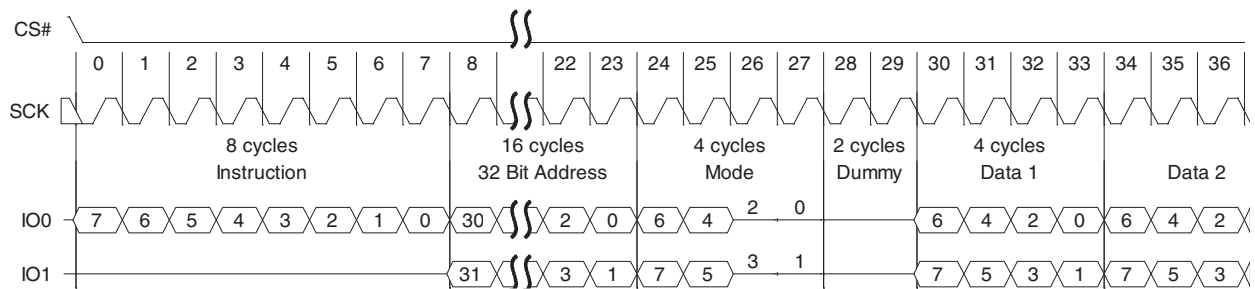 CS#
0 1 2 3 4 5 6 7 8 22 23 24 25 26 27 28 29 30 31 32 33 34 35 36
SCK
8 cycles 16 cycles 4 cycles 2 cycles 4 cycles
Instruction 32 Bit Address Mode Dummy Data 1 Data 2
IO0 7 6 5 4 3 2 1 0 30 2 0 6 4 2 0 6 4 2 0 6 4 2
IO1 31 3 1 7 5 3 1 7 5 3 1 7 5 3